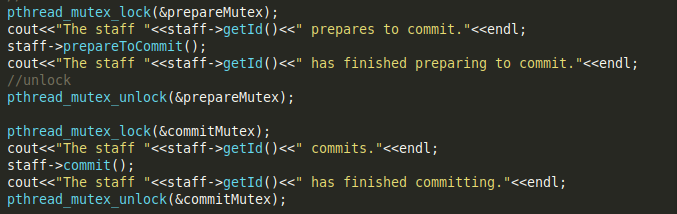 pthread_mutex_lock(&prepareMutex);
cout<<"The staff "<<staff->getId()<<" prepares to commit."<<endl;
staff->prepareToCommit();
cout<<"The staff "<<staff->getId()<<" has finished preparing to commit."<<endl;
//unlock
pthread_mutex_unlock(&prepareMutex);
pthread_mutex_lock(&commitMutex);
cout<<"The staff "<<staff->getId()<<" commits."<<endl;
staff->commit();
cout<<"The staff "<<staff->getId()<<" has finished committing."<<endl;
pthread_mutex_unlock(&commitMutex);